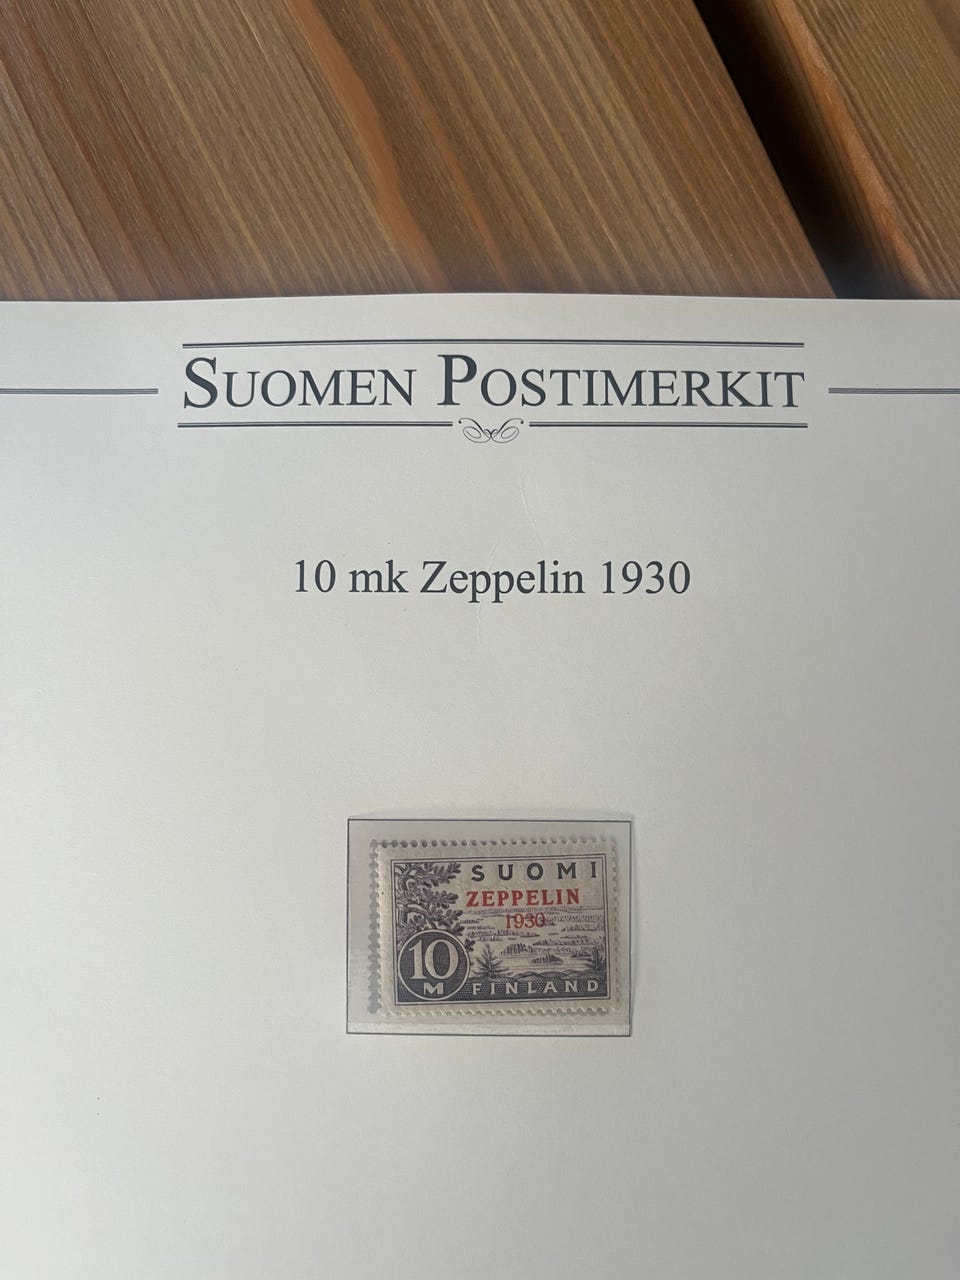 SUOMEN POSTIMERKIT
10 mk Zeppelin 1930
SUOMI
ZEPPELIN
1930
10
M
FINLAND